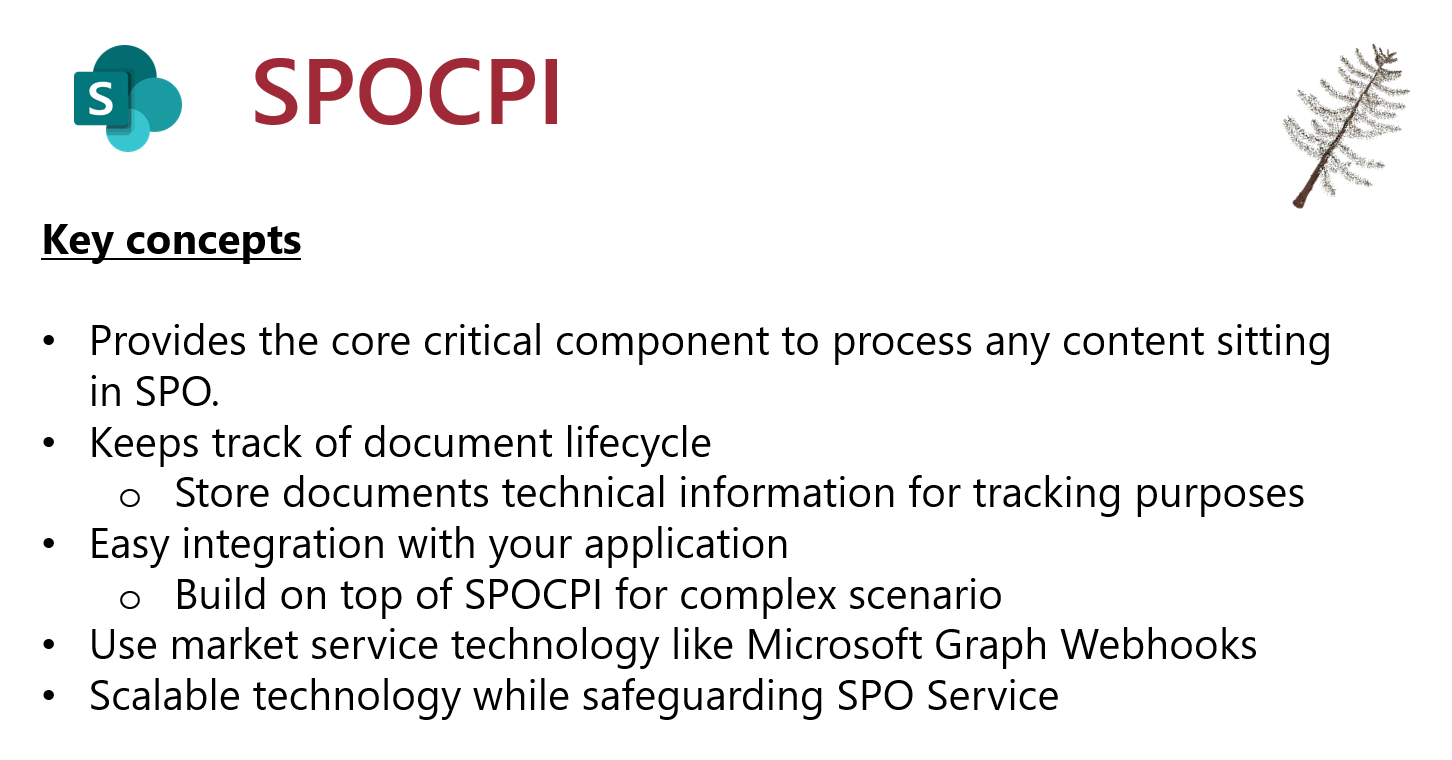 S
SPOCPI
Key concepts
• Provides the core critical component to process any content sitting
in SPO.
• Keeps track of document lifecycle
o Store documents technical information for tracking purposes
• Easy integration with your application
o Build on top of SPOCPI for complex scenario
• Use market service technology like Microsoft Graph Webhooks
• Scalable technology while safeguarding SPO Service